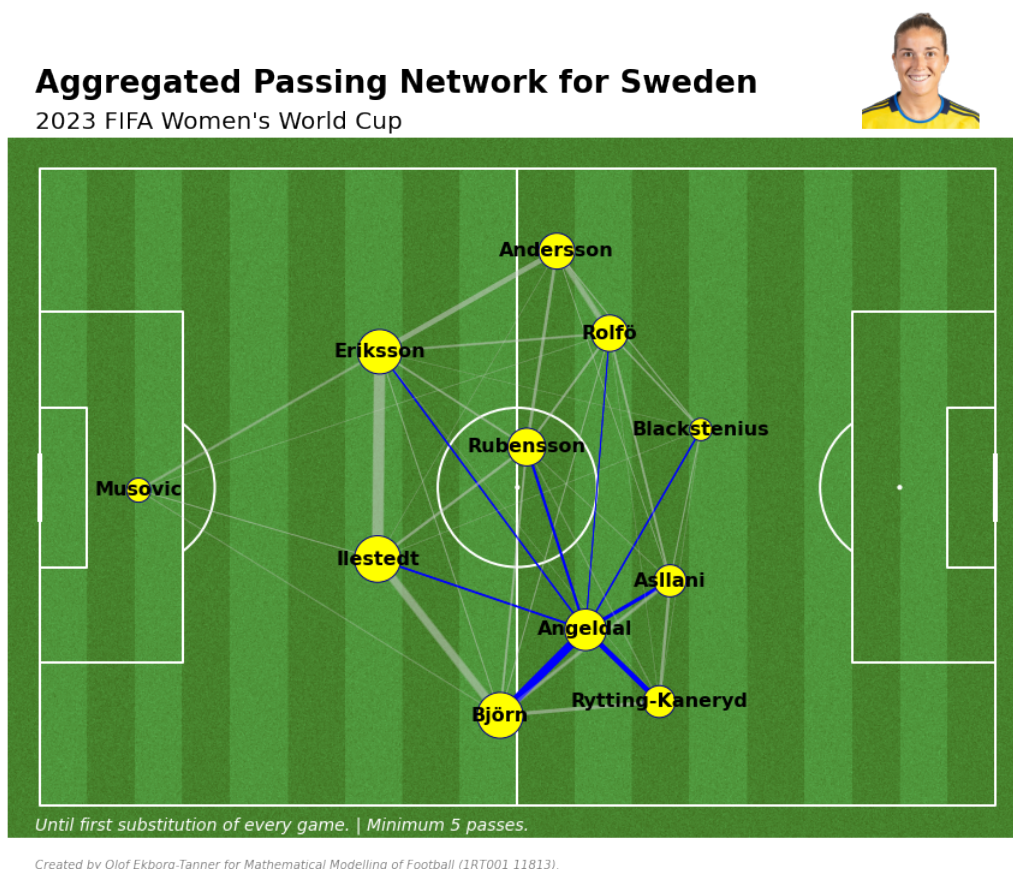 Aggregated Passing Network for Sweden
2023 FIFA Women's World Cup
Andersson
Rolfö
Eriksson
Blackstenius
Rubensson
Musovic
Ilestedt
Asllani
Angeldal
Rytting-Kaneryd
Björn
Until first substitution of every game. | Minimum 5 passes.
Created by Olof Ekborg-Tanner for Mathematical Modelling of Football (1RT001 11813).